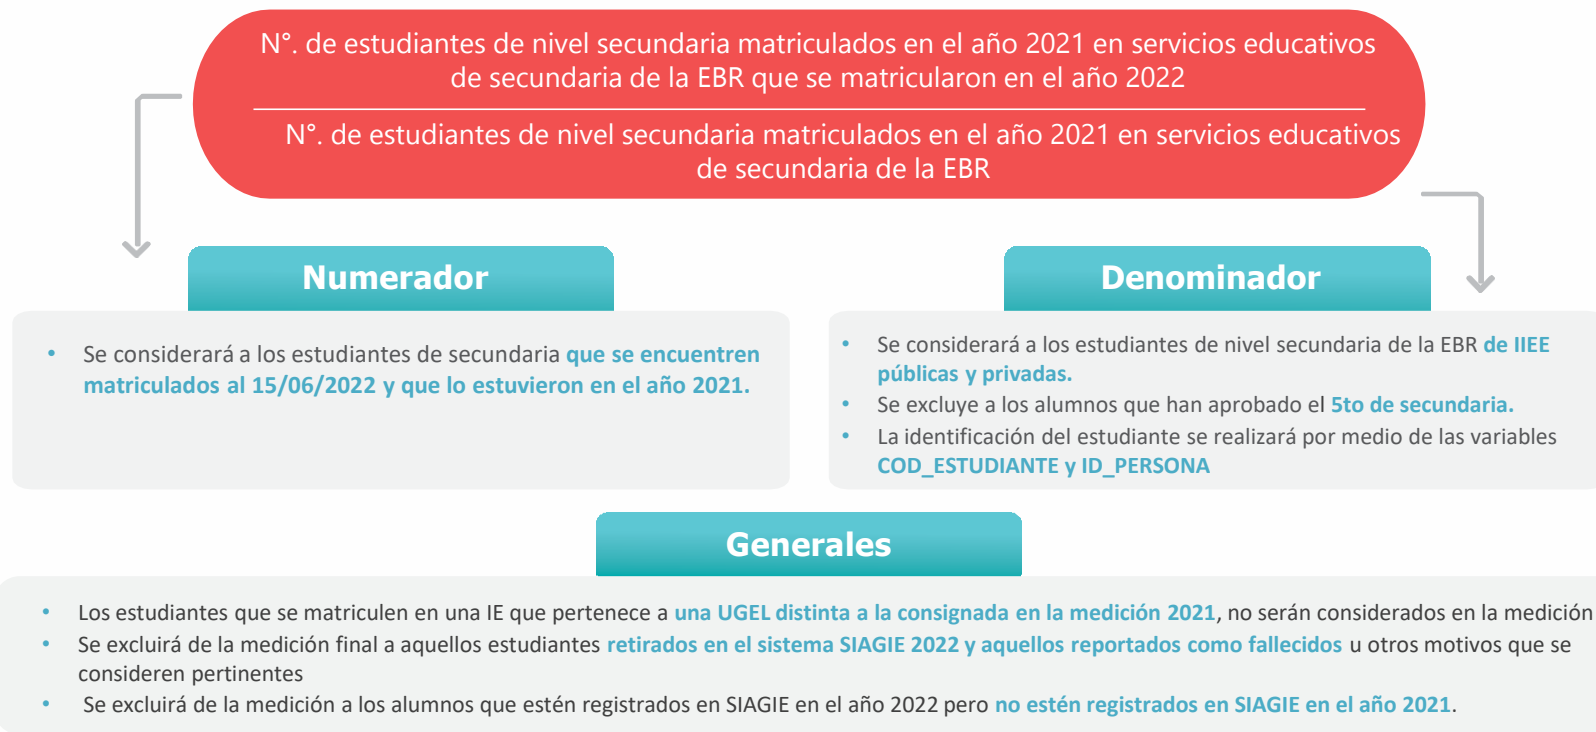 N°. de estudiantes de nivel secundaria matriculados en el año 2021 en servicios educativos
de secundaria de la EBR que se matricularon en el año 2022
N°. de estudiantes de nivel secundaria matriculados en el año 2021 en servicios educativos
de secundaria de la EBR
Numerador
• Se considerará a los estudiantes de secundaria que se encuentren
matriculados al 15/06/2022 y que lo estuvieron en el año 2021.
Denominador
• Se considerará a los estudiantes de nivel secundaria de la EBR de IIEE
públicas y privadas.
• Se excluye a los alumnos que han aprobado el 5to de secundaria.
• La identificación del estudiante se realizará por medio de las variables
COD_ESTUDIANTE y ID_PERSONA
Generales
• Los estudiantes que se matriculen en una IE que pertenece a una UGEL distinta a la consignada en la medición 2021, no serán considerados en la medición
• Se excluirá de la medición final a aquellos estudiantes retirados en el sistema SIAGIE 2022 y aquellos reportados como fallecidos u otros motivos que se
consideren pertinentes
• Se excluirá de la medición a los alumnos que estén registrados en SIAGIE en el año 2022 pero no estén registrados en SIAGIE en el año 2021.